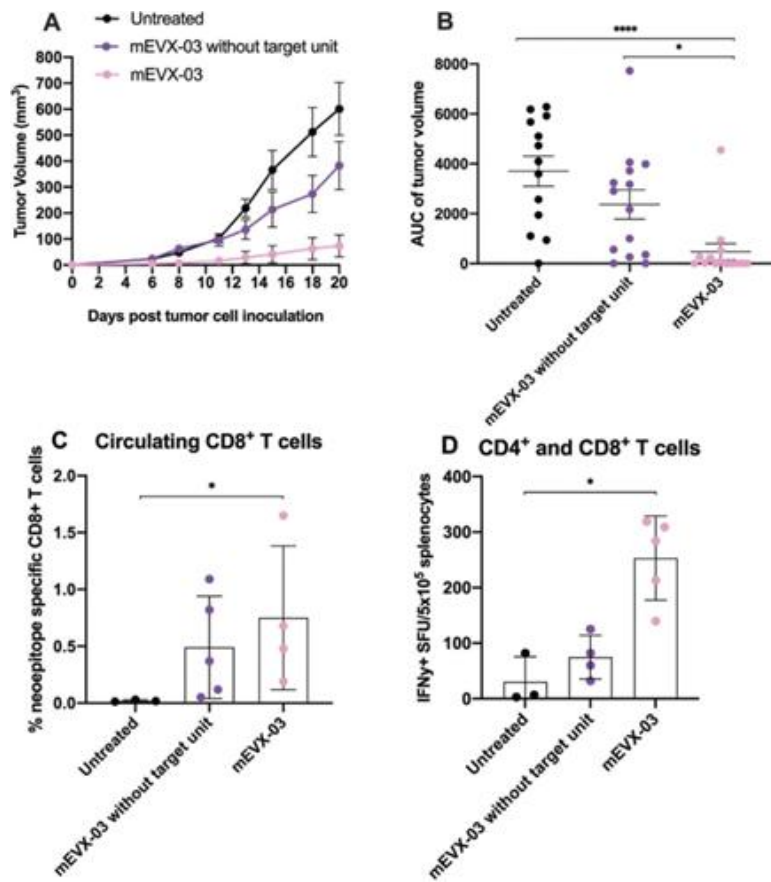 A
Untreated
mEVX-03 without target unit
mEVX-03
Tumor Volume (mm³)
800
700
600
500
400
300
200
100
0
0 2 4 6 8 10 12 14 16 18 20
Days post tumor cell inoculation
B
****
*
AUC of tumor volume
8000
6000
4000
2000
0
Untreated
mEVX-03 without target unit
mEVX-03
C Circulating CD8⁺ T cells
% neoepitope specific CD8+ T cells
2.0
1.5
1.0
0.5
0.0
*
Untreated
mEVX-03 without target unit
mEVX-03
D CD4⁺ and CD8⁺ T cells
IFNy+ SFU/5x10⁵ splenocytes
400
300
200
100
0
*
Untreated
mEVX-03 without target unit
mEVX-03